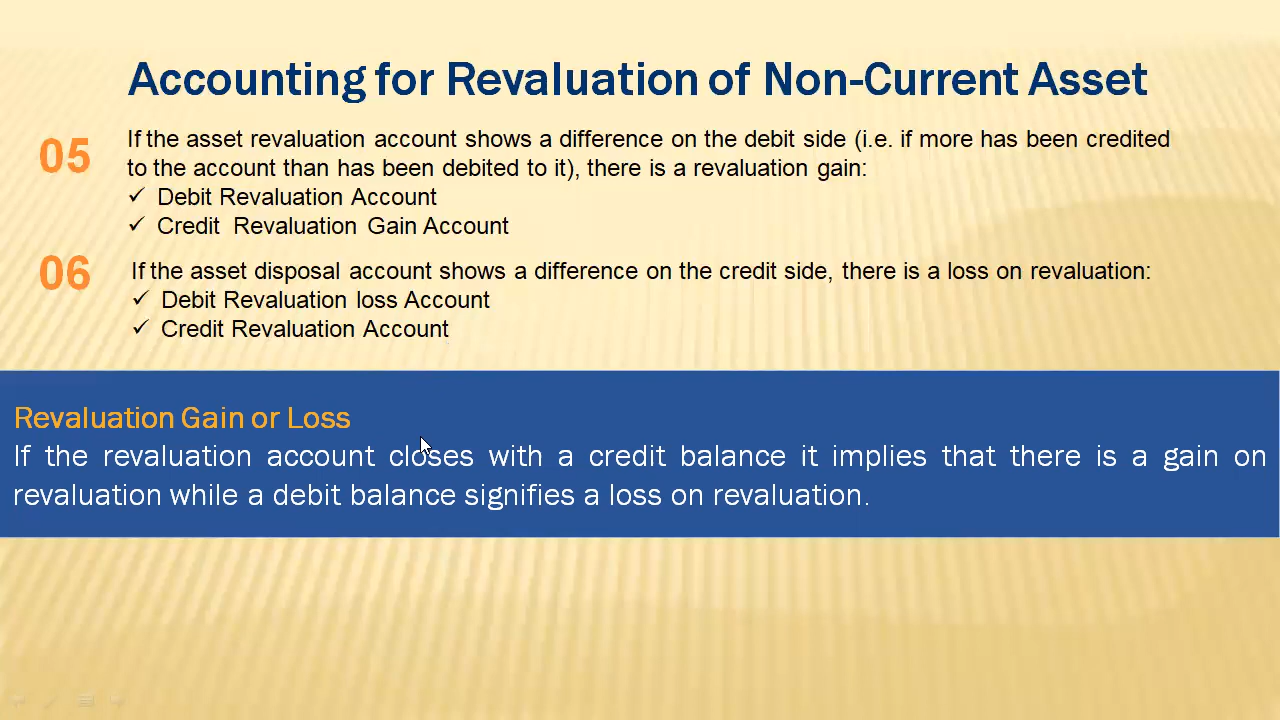 Accounting for Revaluation of Non-Current Asset
05
If the asset revaluation account shows a difference on the debit side (i.e. if more has been credited
to the account than has been debited to it), there is a revaluation gain:
✓ Debit Revaluation Account
✓ Credit Revaluation Gain Account
06
If the asset disposal account shows a difference on the credit side, there is a loss on revaluation:
✓ Debit Revaluation loss Account
✓ Credit Revaluation Account
Revaluation Gain or Loss
If the revaluation account closes with a credit balance it implies that there is a gain on
revaluation while a debit balance signifies a loss on revaluation.